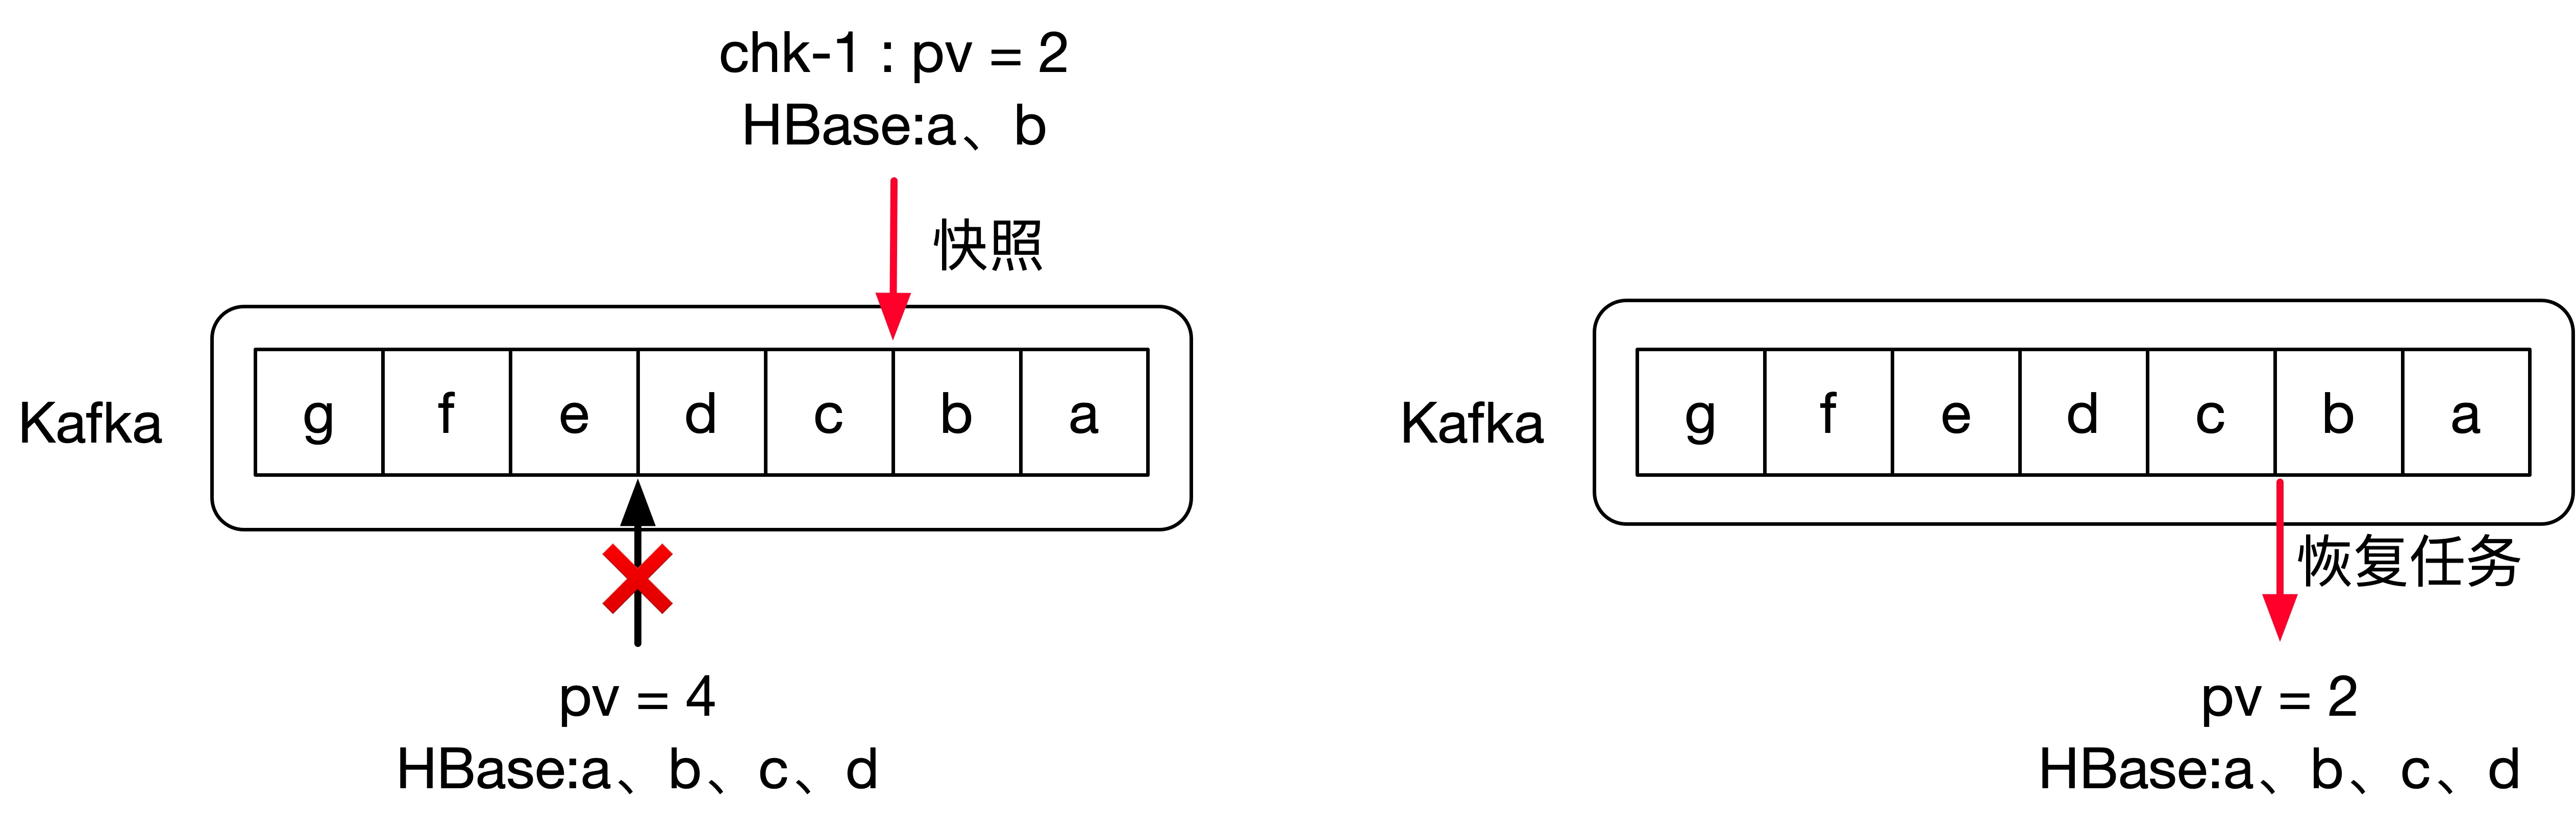 chk-1 : pv = 2
HBase:a、b
快照
Kafka
g f e d c b a
pv = 4
HBase:a、b、c、d
Kafka
g f e d c b a
恢复任务
pv = 2
HBase:a、b、c、d